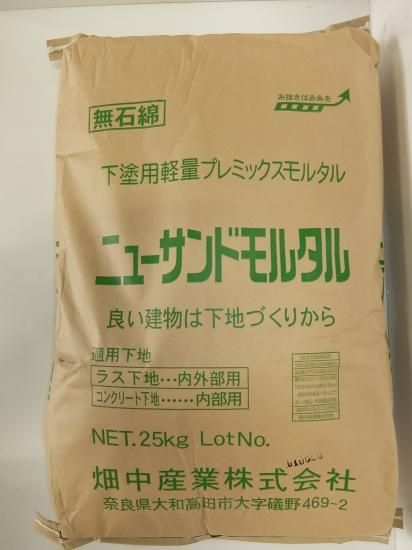 糸抜きは赤糸を
無石綿
下塗用軽量プレミックスモルタル
ニューサンドモルタル
良い建物は下地づくりから
適用下地
ラス下地…内外部用
コンクリート下地……内部用
NET.25kg LotNo.
畑中産業株式会社
奈良県大和高田市大字礒野469-2